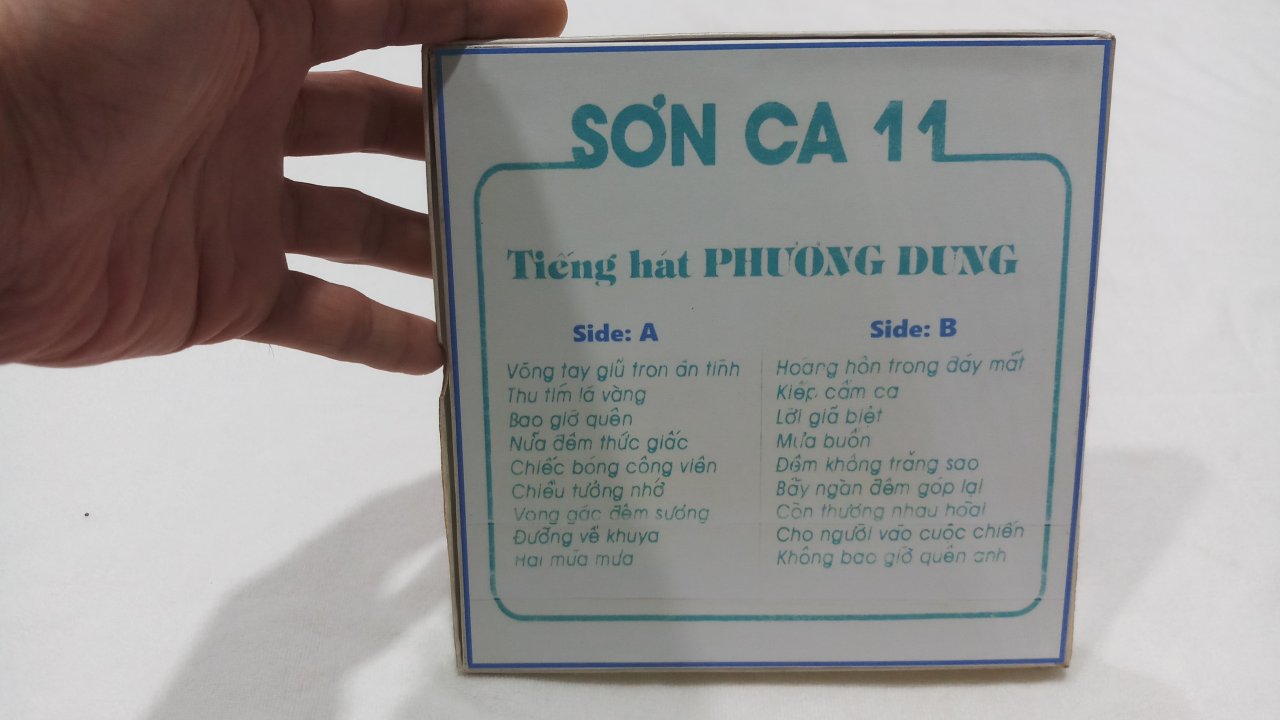 SƠN CA 11
Tiếng hát PHƯƠNG DUNG
Side: A
Võng tay giữ tron ân tình
Thu tím lá vàng
Bao giờ quên
Nửa đêm thức giấc
Chiếc bóng công viên
Chiều tưởng nhớ
Vọng gác đêm sương
Đường về khuya
Hai mùa mưa
Side: B
Hoàng hôn trong đáy mắt
Kiếp cầm ca
Lời giã biệt
Mưa buồn
Đêm không trăng sao
Bảy ngàn đêm góp lại
Còn thương nhau hoài
Cho người vào cuộc chiến
Không bao giờ quên anh